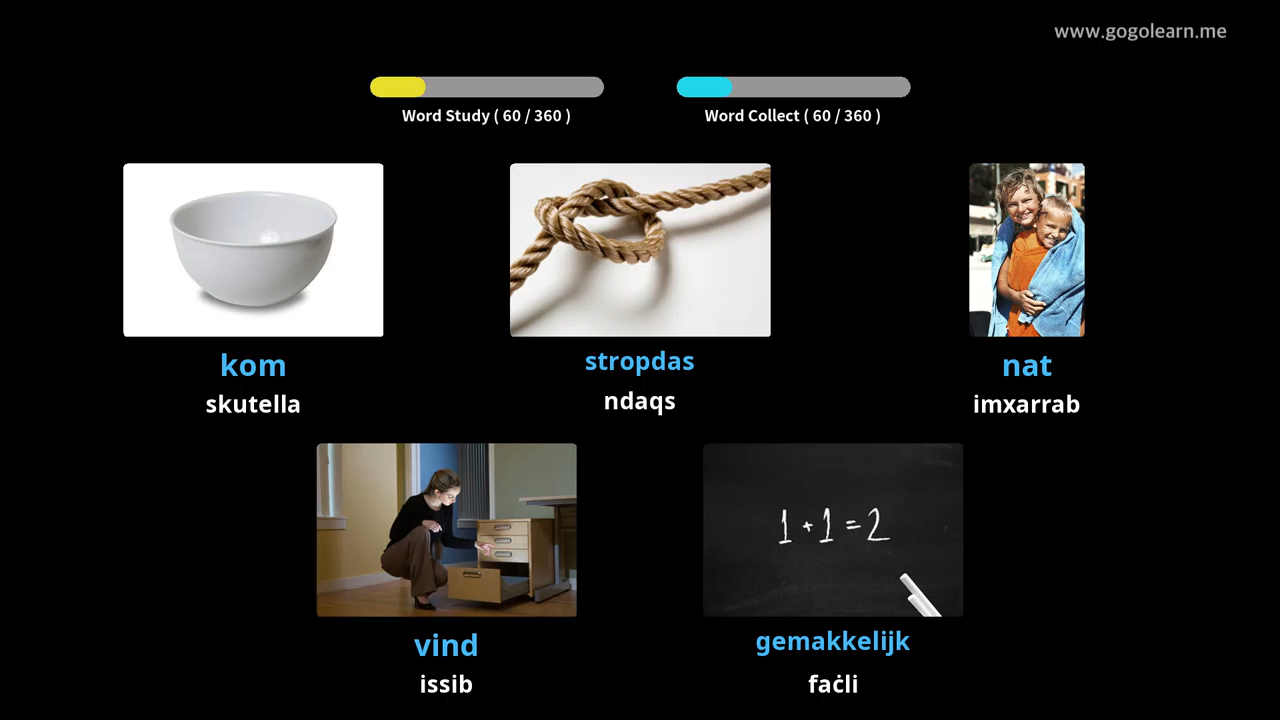 www.gogolearn.me
Word Study ( 60 / 360 )
Word Collect ( 60 / 360 )
kom
skutella
stropdas
ndaqs
nat
imxarrab
1 + 1 = 2
vind
issib
gemakkelijk
faċli